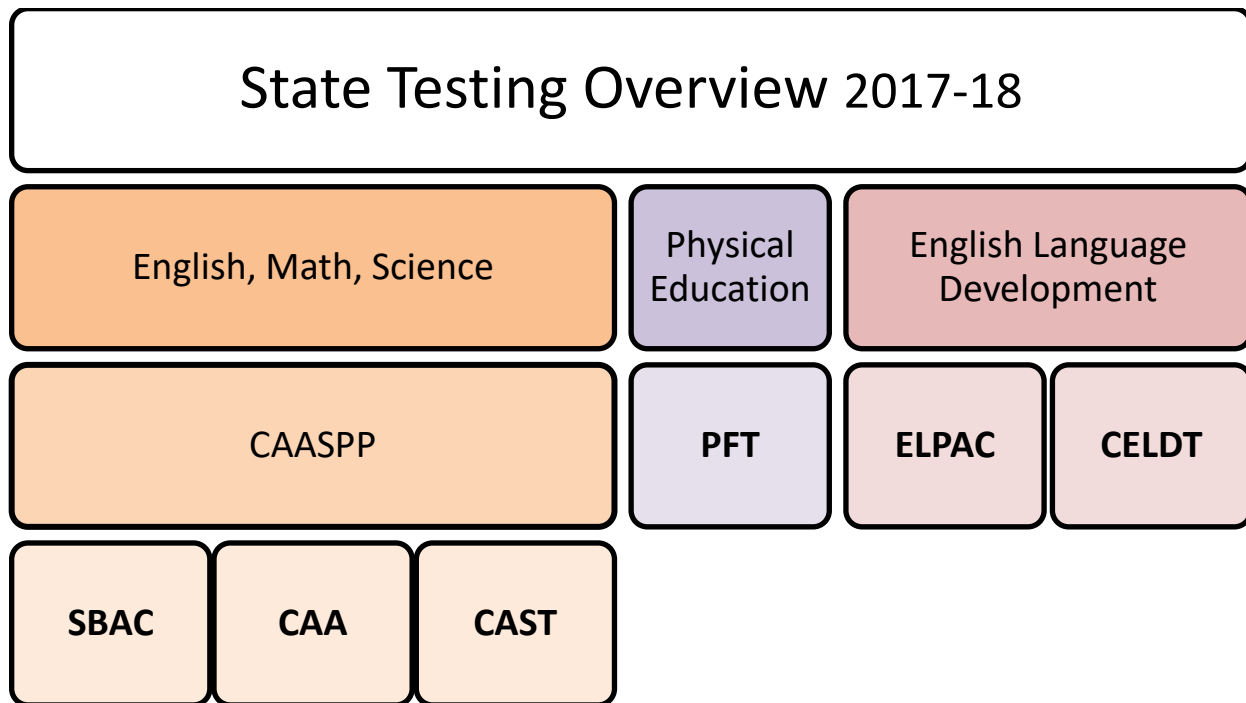 State Testing Overview 2017-18
English, Math, Science
Physical
Education
English Language
Development
CAASPP
PFT
ELPAC
CELDT
SBAC
CAA
CAST